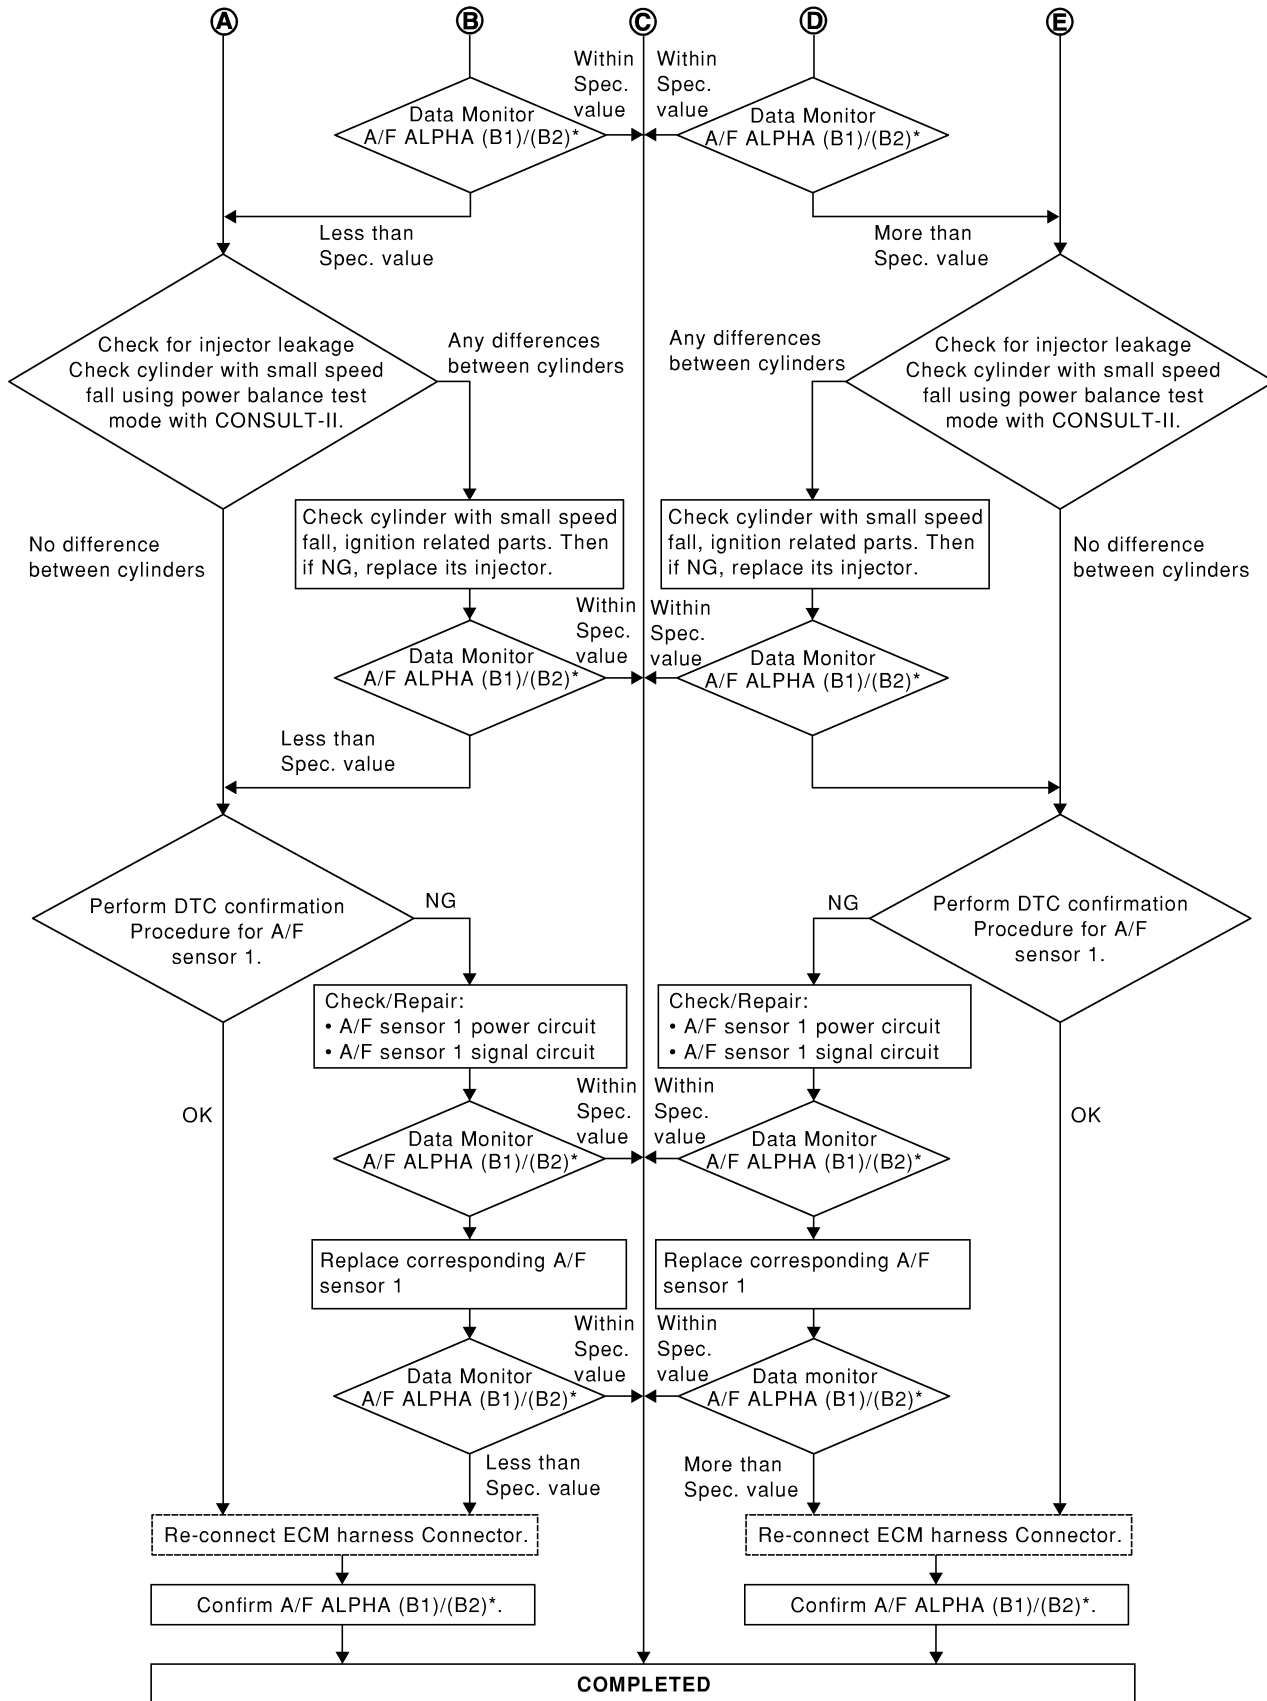 A
B
C
D
E
Within
Spec.
value
Within
Spec.
value
Data Monitor
A/F ALPHA (B1)/(B2)*
Data Monitor
A/F ALPHA (B1)/(B2)*
Less than
Spec. value
More than
Spec. value
Check for injector leakage
Check cylinder with small speed
fall using power balance test
mode with CONSULT-II.
Any differences
between cylinders
Any differences
between cylinders
Check for injector leakage
Check cylinder with small speed
fall using power balance test
mode with CONSULT-II.
No difference
between cylinders
Check cylinder with small speed
fall, ignition related parts. Then
if NG, replace its injector.
Check cylinder with small speed
fall, ignition related parts. Then
if NG, replace its injector.
No difference
between cylinders
Within
Spec.
value
Within
Spec.
value
Data Monitor
A/F ALPHA (B1)/(B2)*
Data Monitor
A/F ALPHA (B1)/(B2)*
Less than
Spec. value
Perform DTC confirmation
Procedure for A/F
sensor 1.
NG
NG
Perform DTC confirmation
Procedure for A/F
sensor 1.
Check/Repair:
• A/F sensor 1 power circuit
• A/F sensor 1 signal circuit
Check/Repair:
• A/F sensor 1 power circuit
• A/F sensor 1 signal circuit
OK
Within
Spec.
value
Within
Spec.
value
OK
Data Monitor
A/F ALPHA (B1)/(B2)*
Data Monitor
A/F ALPHA (B1)/(B2)*
Replace corresponding A/F
sensor 1
Replace corresponding A/F
sensor 1
Within
Spec.
value
Within
Spec.
value
Data Monitor
A/F ALPHA (B1)/(B2)*
Data monitor
A/F ALPHA (B1)/(B2)*
Less than
Spec. value
More than
Spec. value
Re-connect ECM harness Connector.
Re-connect ECM harness Connector.
Confirm A/F ALPHA (B1)/(B2)*.
Confirm A/F ALPHA (B1)/(B2)*.
COMPLETED